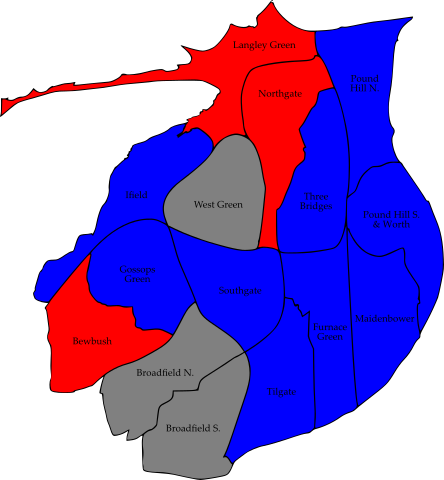 Langley Green
Pound
Hill N.
Northgate
Ifield
Three
Bridges
West Green
Pound Hill S.
& Worth
Gossops
Green
Southgate
Maidenbower
Furnace
Green
Bewbush
Broadfield N.
Tilgate
Broadfield S.